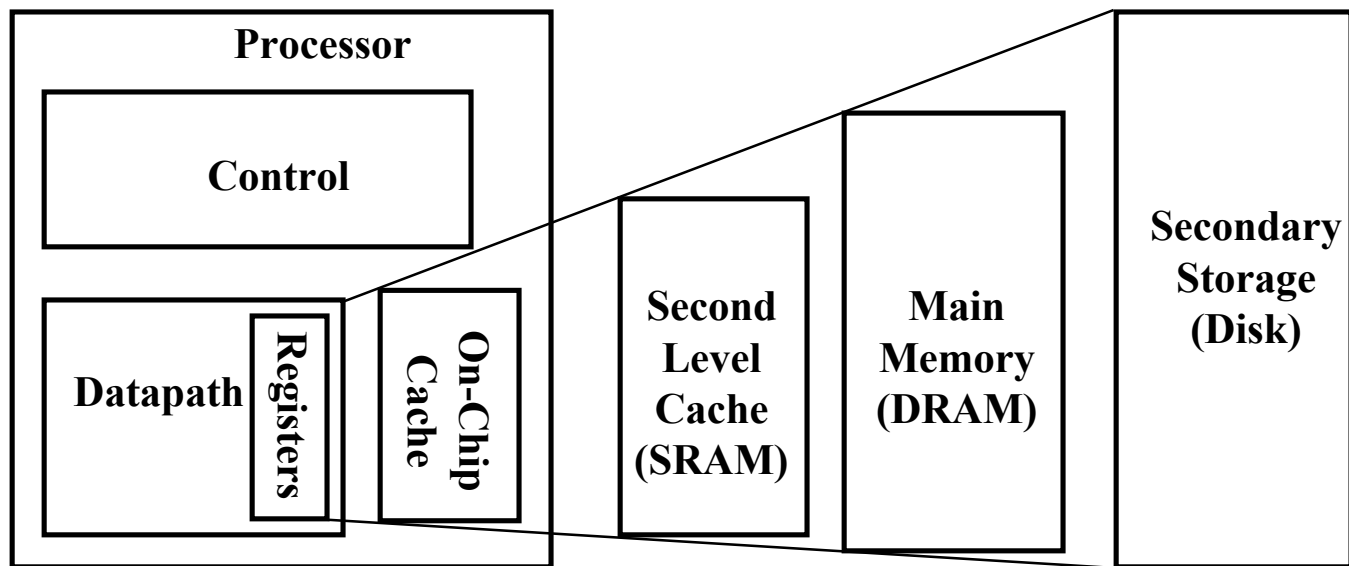 Processor
Control
Datapath
Registers
On-Chip
Cache
Second
Level
Cache
(SRAM)
Main
Memory
(DRAM)
Secondary
Storage
(Disk)